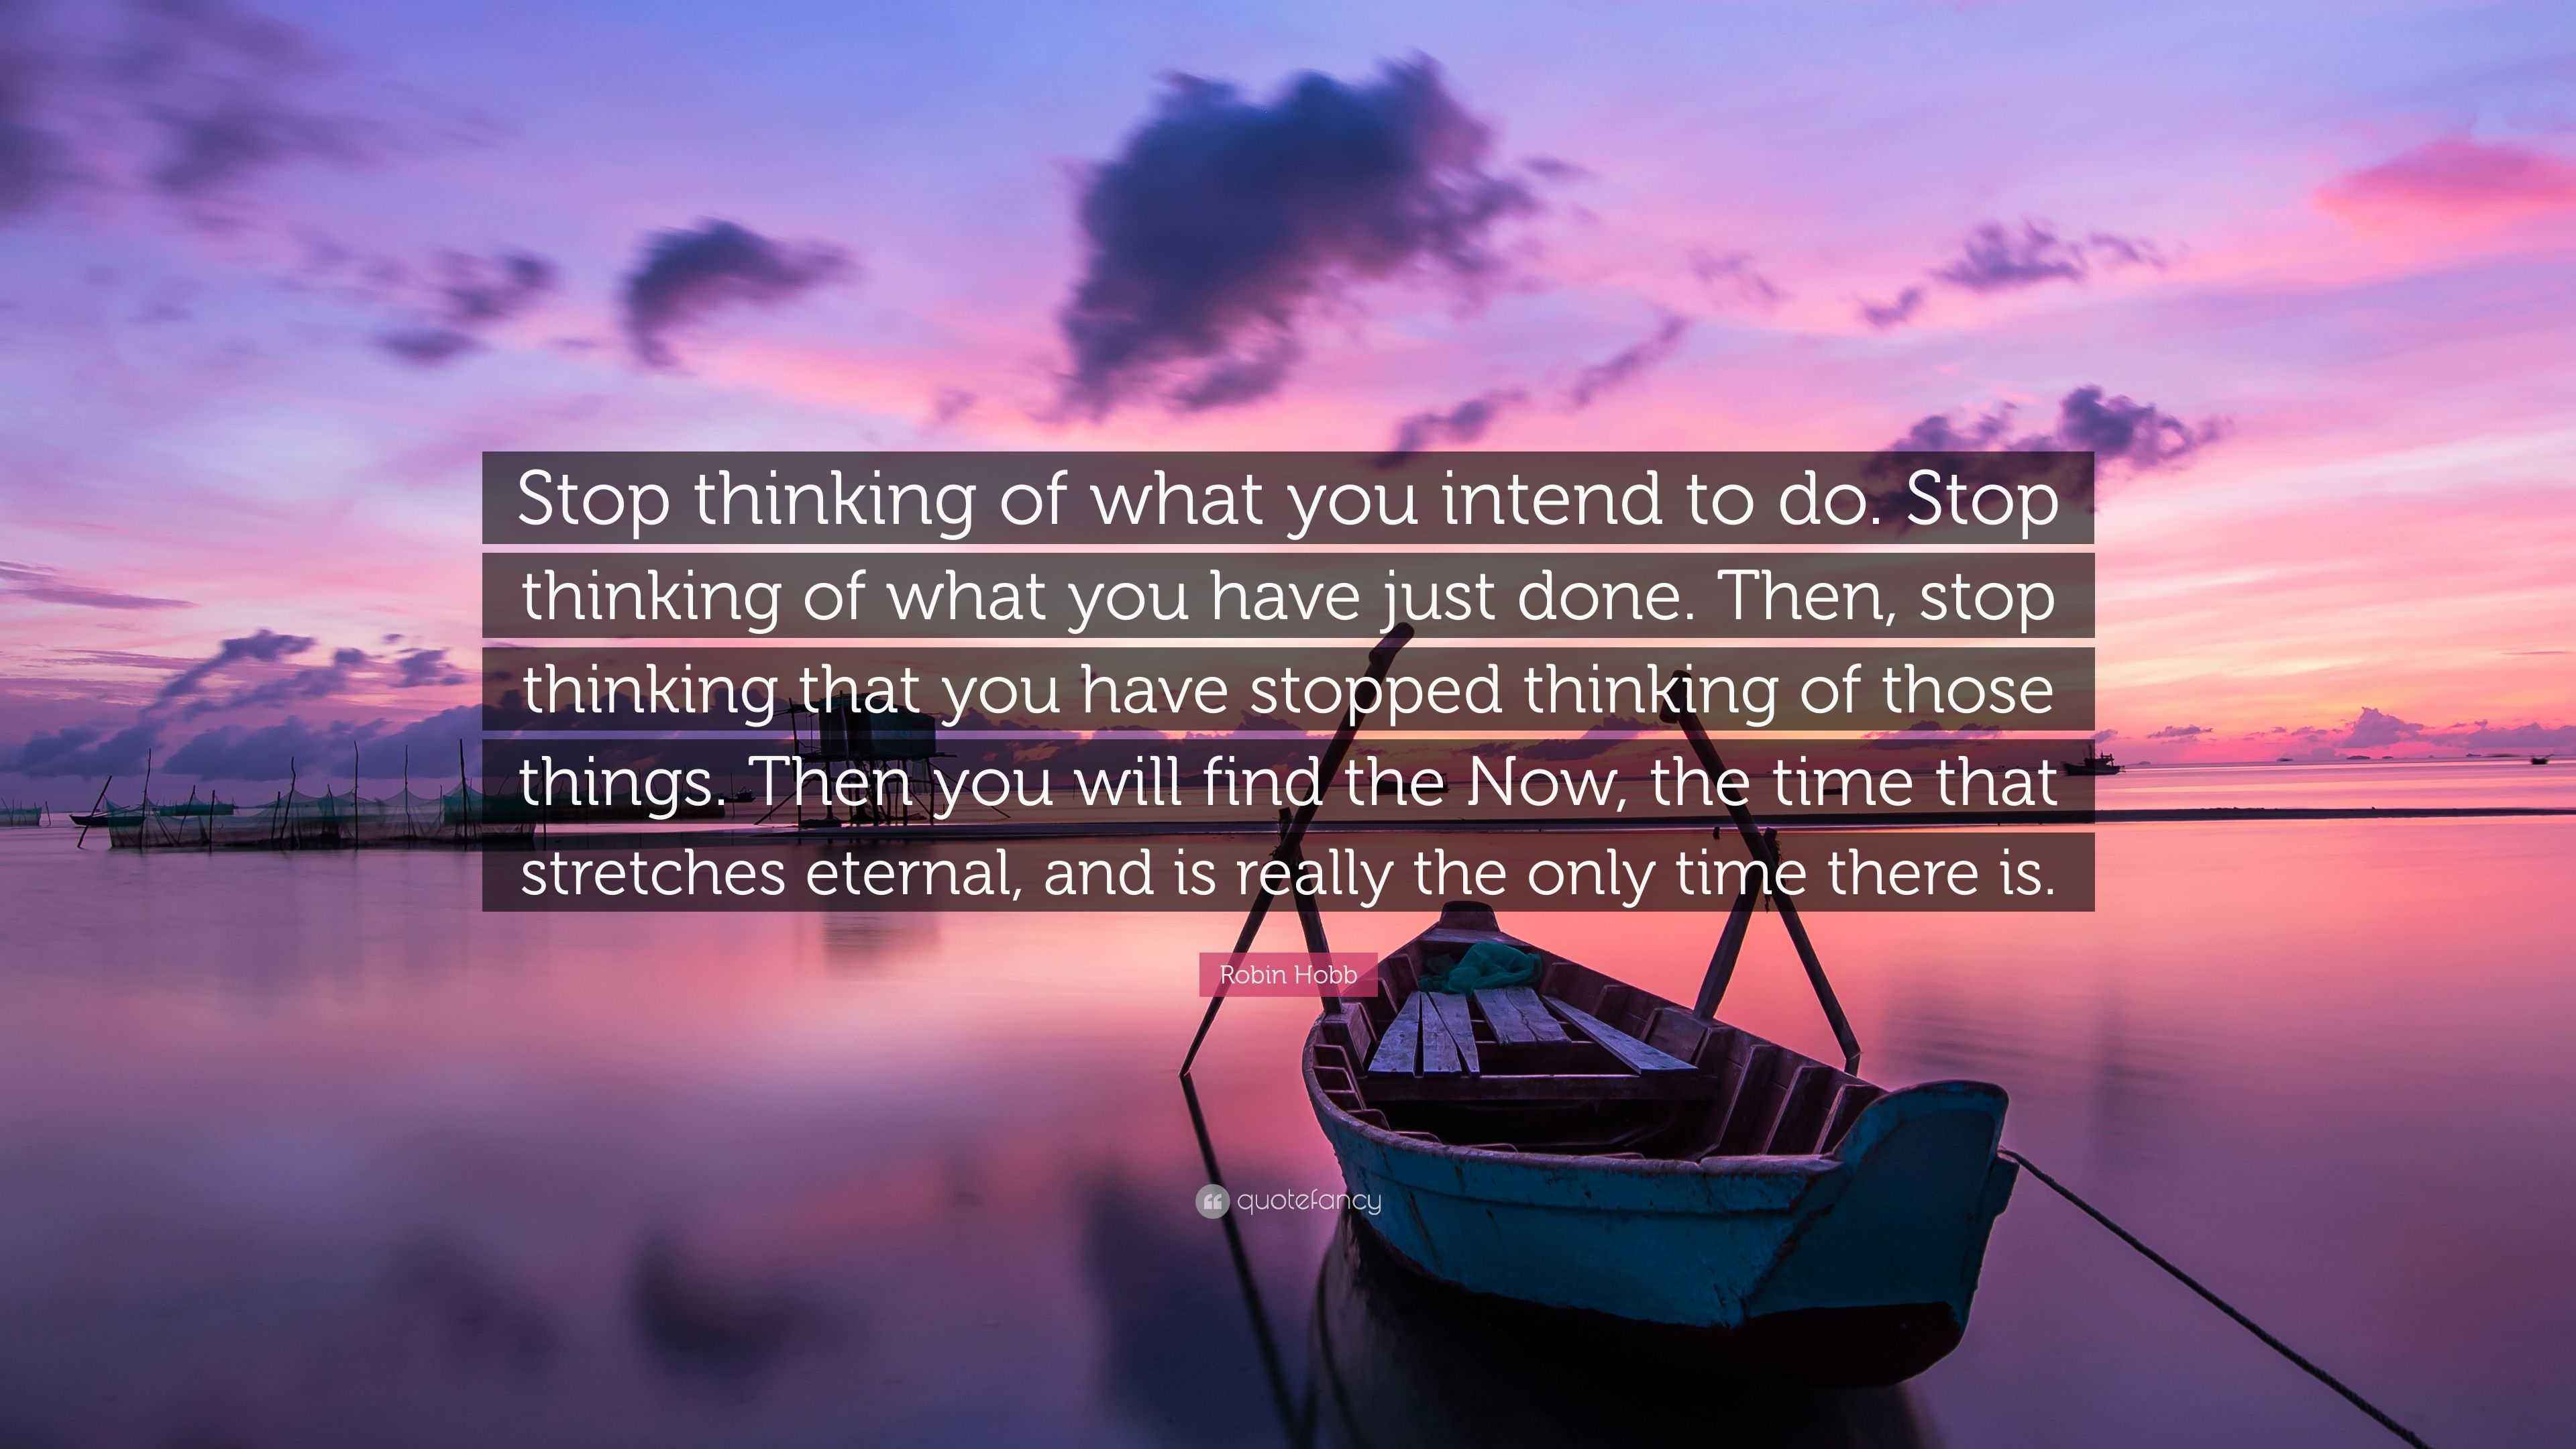 Stop thinking of what you intend to do. Stop
thinking of what you have just done. Then, stop
thinking that you have stopped thinking of those
things. Then you will find the Now, the time that
stretches eternal, and is really the only time there is.
Robin Hobb
quotefancy